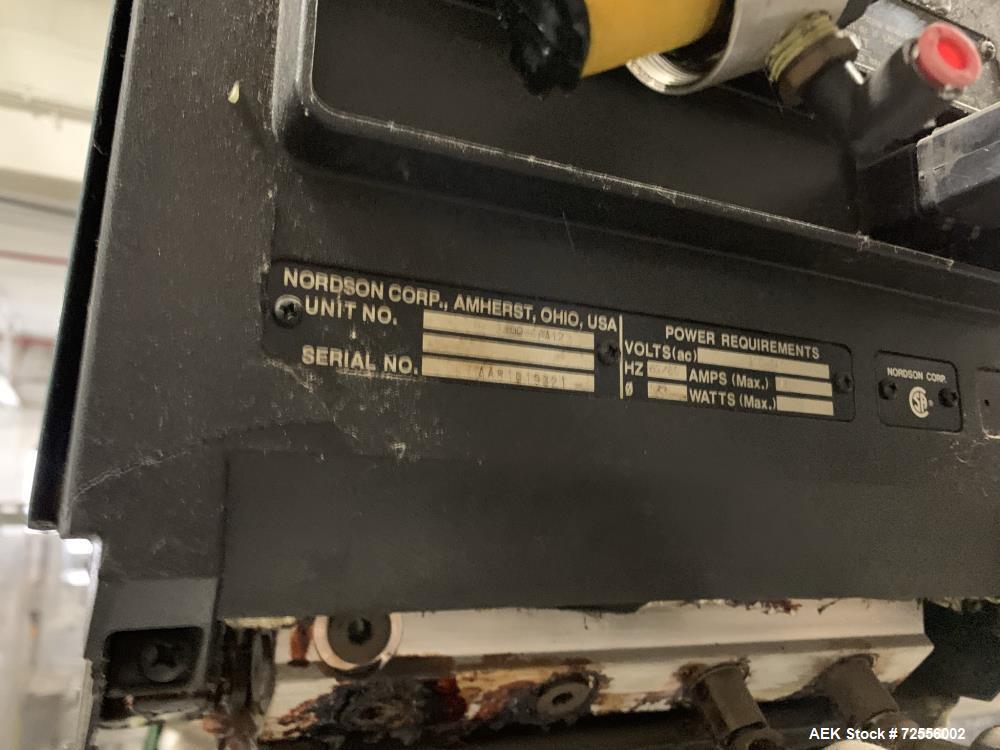 NORDSON CORP., AMHERST, OHIO, USA
UNIT NO.
SERIAL NO.
POWER REQUIREMENTS
VOLTS(ac)
HZ AMPS (Max.)
Ø WATTS (Max.)
NORDSON CORP.
SA ®
AEK Stock # 72556002